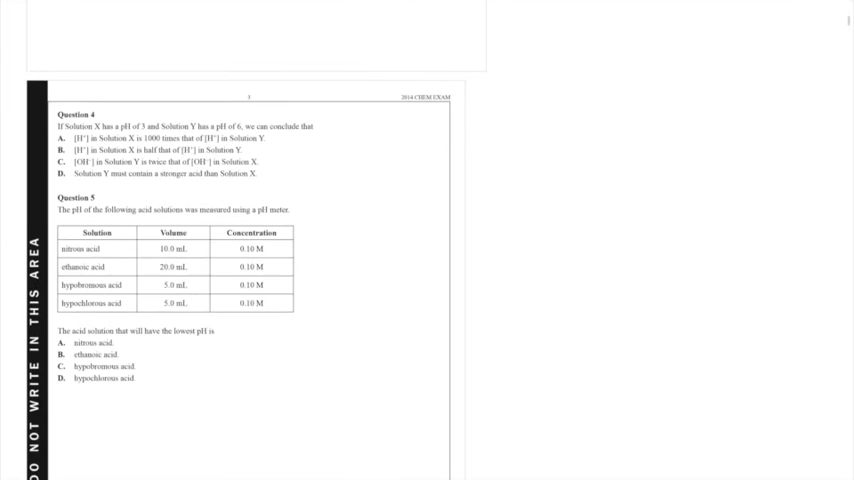 3
2014 CHEM EXAM
Question 4
If Solution X has a pH of 3 and Solution Y has a pH of 6, we can conclude that
A. [H⁺] in Solution X is 1000 times that of [H⁺] in Solution Y.
B. [H⁺] in Solution X is half that of [H⁺] in Solution Y.
C. [OH⁻] in Solution Y is twice that of [OH⁻] in Solution X.
D. Solution Y must contain a stronger acid than Solution X.
Question 5
The pH of the following acid solutions was measured using a pH meter.
Solution Volume Concentration
nitrous acid 10.0 mL 0.10 M
ethanoic acid 20.0 mL 0.10 M
hypobromous acid 5.0 mL 0.10 M
hypochlorous acid 5.0 mL 0.10 M
The acid solution that will have the lowest pH is
A. nitrous acid.
B. ethanoic acid.
C. hypobromous acid.
D. hypochlorous acid.
DO NOT WRITE IN THIS AREA